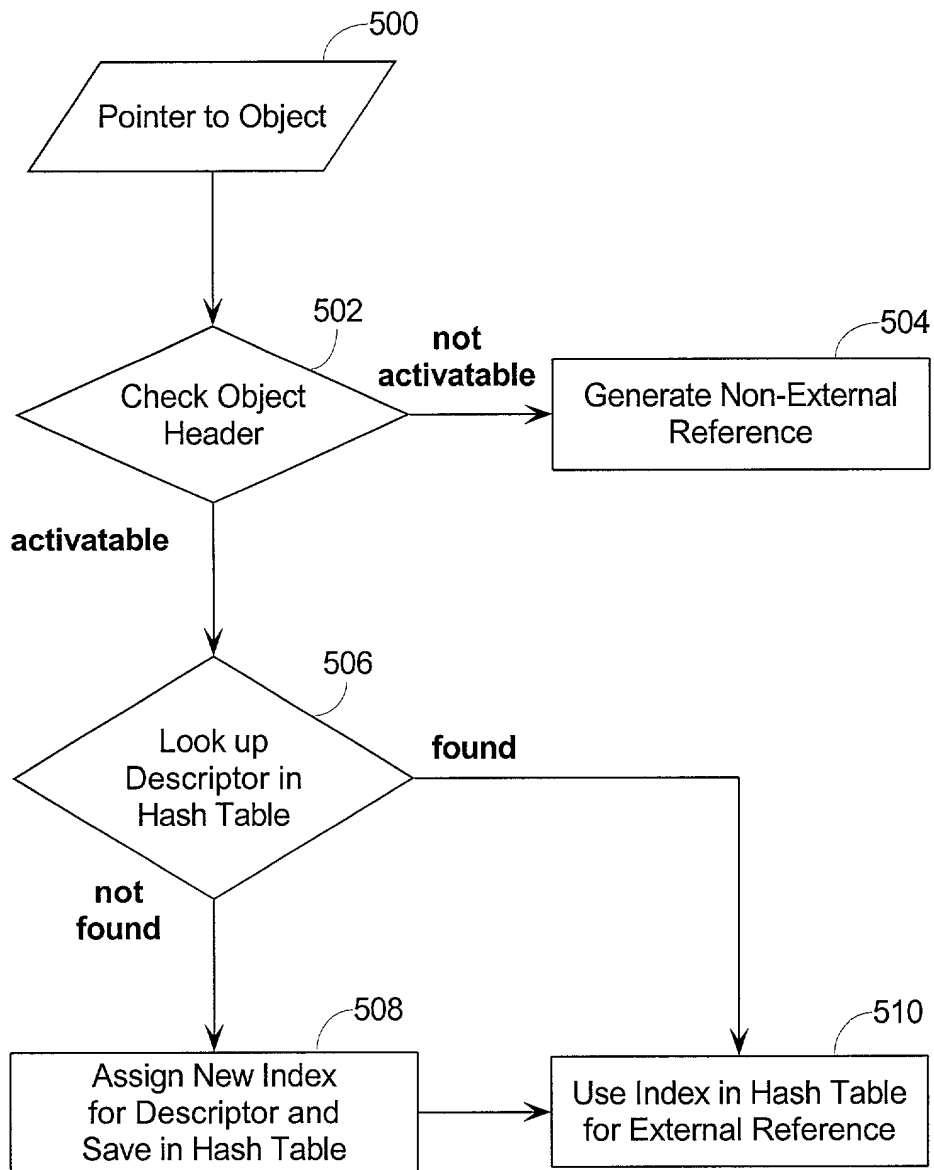 500
Pointer to Object
502
Check Object
Header
not
activatable
504
Generate Non-External
Reference
activatable
506
Look up
Descriptor in
Hash Table
found
not
found
508
Assign New Index
for Descriptor and
Save in Hash Table
510
Use Index in Hash Table
for External Reference